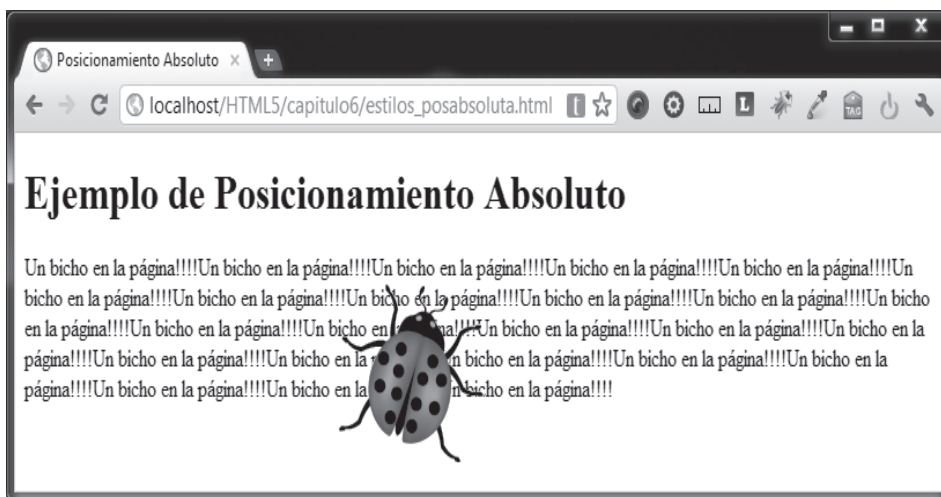 Posicionamiento Absoluto
localhost/HTML5/capitulo6/estilos_posabsoluta.html
t
L
TAG
Ejemplo de Posicionamiento Absoluto
Un bicho en la página!!!!Un bicho en la página!!!!Un bicho en la página!!!!Un bicho en la página!!!!Un bicho en la página!!!!Un
bicho en la página!!!!Un bicho en la página!!!!Un bicho en la página!!!!Un bicho en la página!!!!Un bicho en la página!!!!Un bicho
en la página!!!!Un bicho en la página!!!!Un bicho en la página!!!!Un bicho en la página!!!!Un bicho en la página!!!!Un bicho en la
página!!!!Un bicho en la página!!!!Un bicho en la Un bicho en la página!!!!Un bicho en la página!!!!Un bicho en la
página!!!!Un bicho en la página!!!!Un bicho en la Un bicho en la página!!!!